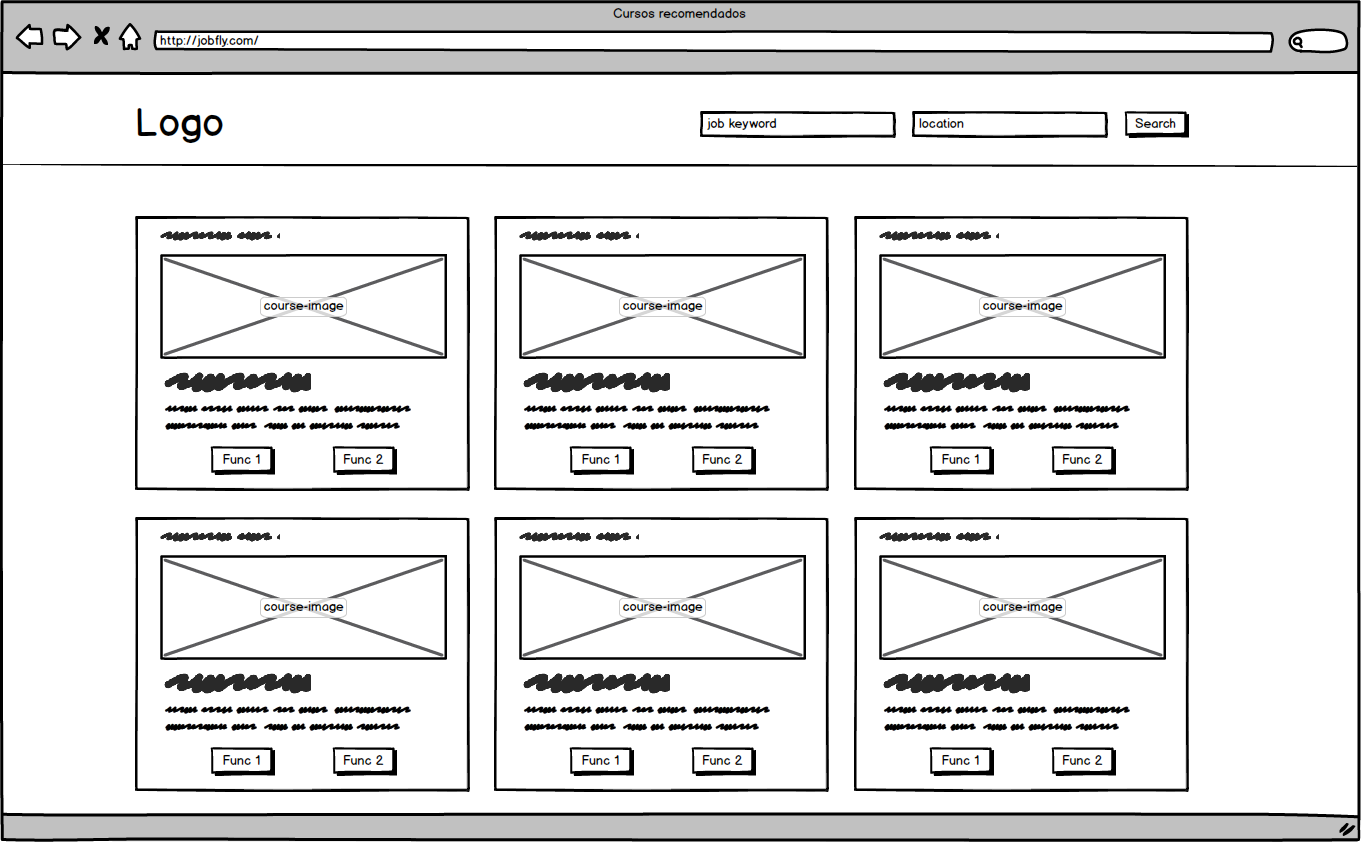 Cursos recomendados
http://jobfly.com/
Logo
job keyword
location
Search
course-image
Func 1
Func 2
course-image
Func 1
Func 2
course-image
Func 1
Func 2
course-image
Func 1
Func 2
course-image
Func 1
Func 2
course-image
Func 1
Func 2